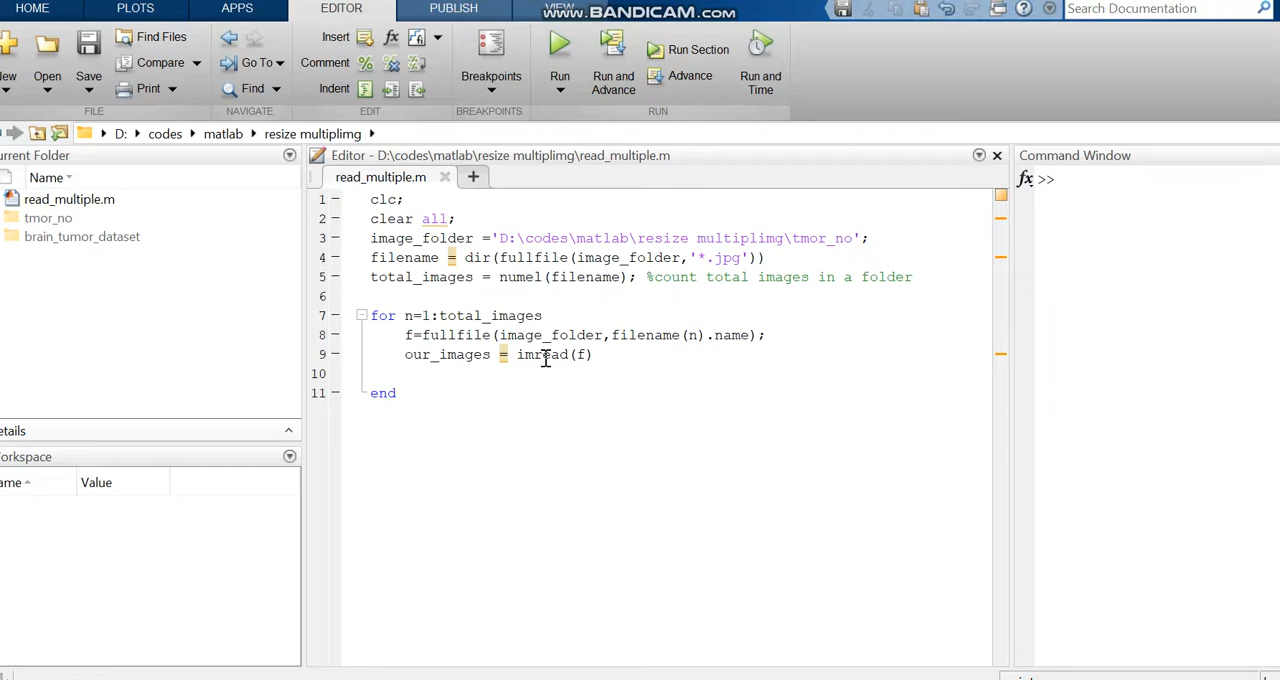 HOME PLOTS APPS EDITOR PUBLISH VIEW
www.BANDICAM.com
Search Documentation
Find Files
Compare
Print
Open
Save
Go To
Find
Insert fx
Comment
Indent
Breakpoints
Run
Run and
Advance
Run Section
Advance
Run and
Time
FILE NAVIGATE EDIT BREAKPOINTS RUN
D: codes matlab resize multiplimg
urrent Folder
Name
read_multiple.m
tmor_no
brain_tumor_dataset
etails
orkspace
ame Value
Editor - D:\codes\matlab\resize multiplimg\read_multiple.m
read_multiple.m
1 clc;
2 clear all;
3 image_folder ='D:\codes\matlab\resize multiplimg\tmor_no';
4 filename = dir(fullfile(image_folder,'*.jpg'))
5 total_images = numel(filename); %count total images in a folder
6
7 for n=1:total_images
8 f=fullfile(image_folder,filename(n).name);
9 our_images = imread(f)
10
11 end
Command Window
fx >>